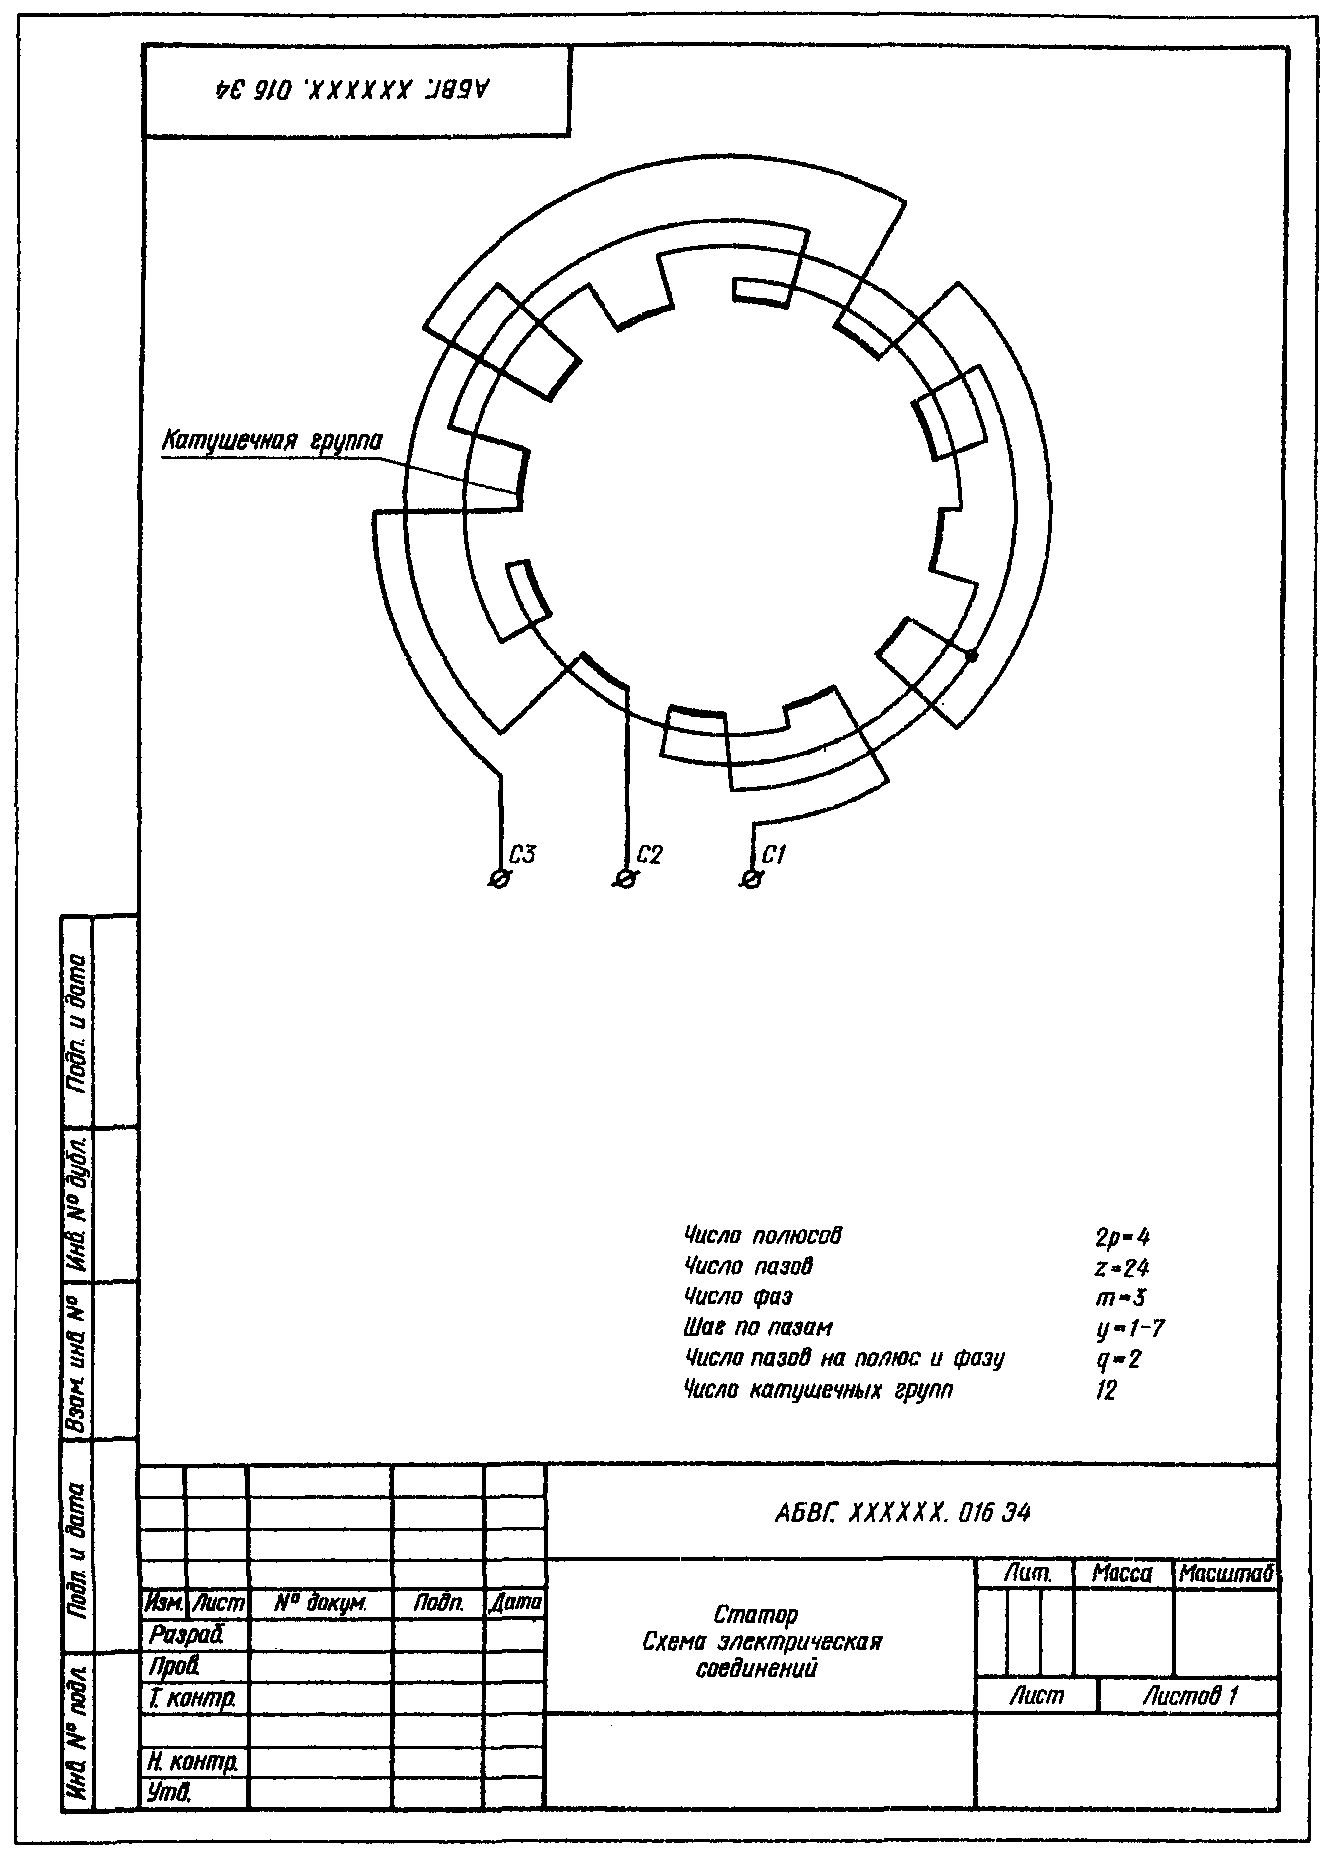 АБВГ. XXXXXX. 016 Э4
Катушечная группа
С3
С2
С1
Число полюсов 2p=4
Число пазов z=24
Число фаз m=3
Шаг по пазам y=1-7
Число пазов на полюс и фазу q=2
Число катушечных групп 12
Подп. и дата
Инв. № дубл.
Взам. инв. №
Подп. и дата
Инв. № подл.
АБВГ. XXXXXX. 016 Э4
Изм. Лист № докум. Подп. Дата
Разраб.
Пров.
Т. контр.
Н. контр.
Утв.
Статор
Схема электрическая
соединений
Лит. Масса Масштаб
Лист Листов 1